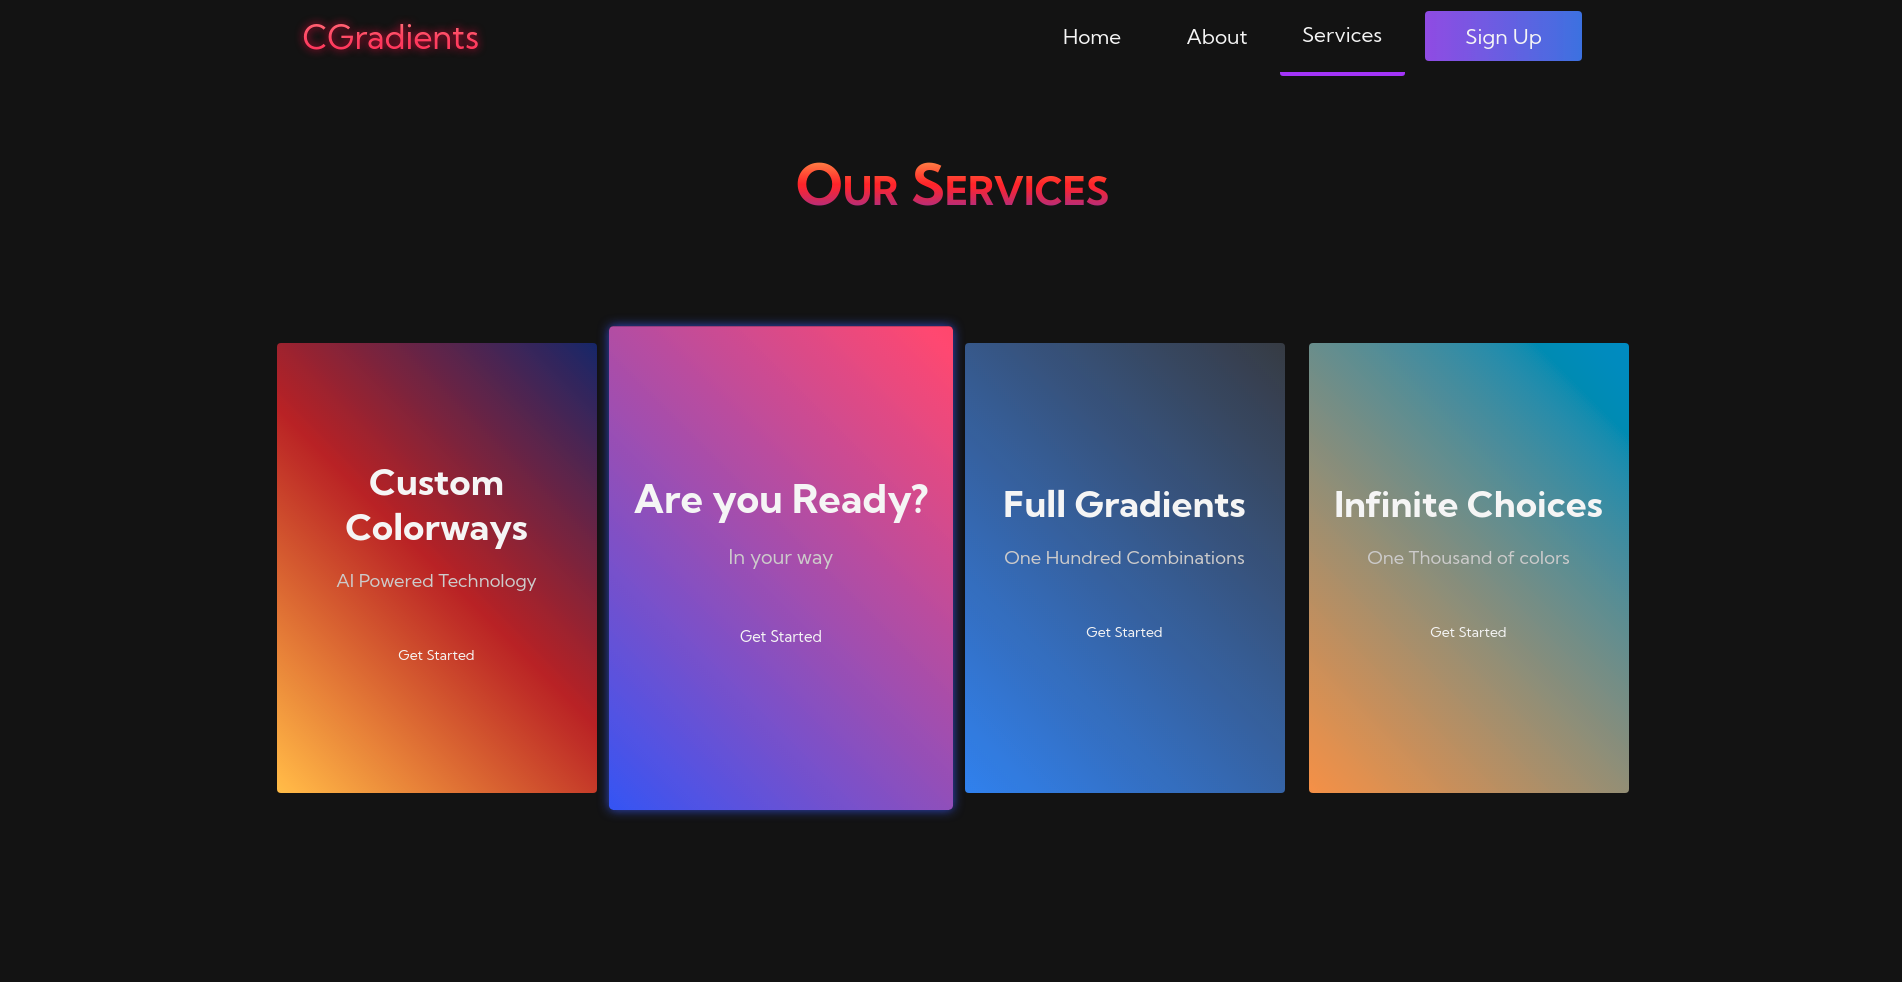 CGradients
Home
About
Services
Sign Up
Our Services
Custom
Colorways
AI Powered Technology
Get Started
Are you Ready?
In your way
Get Started
Full Gradients
One Hundred Combinations
Get Started
Infinite Choices
One Thousand of colors
Get Started